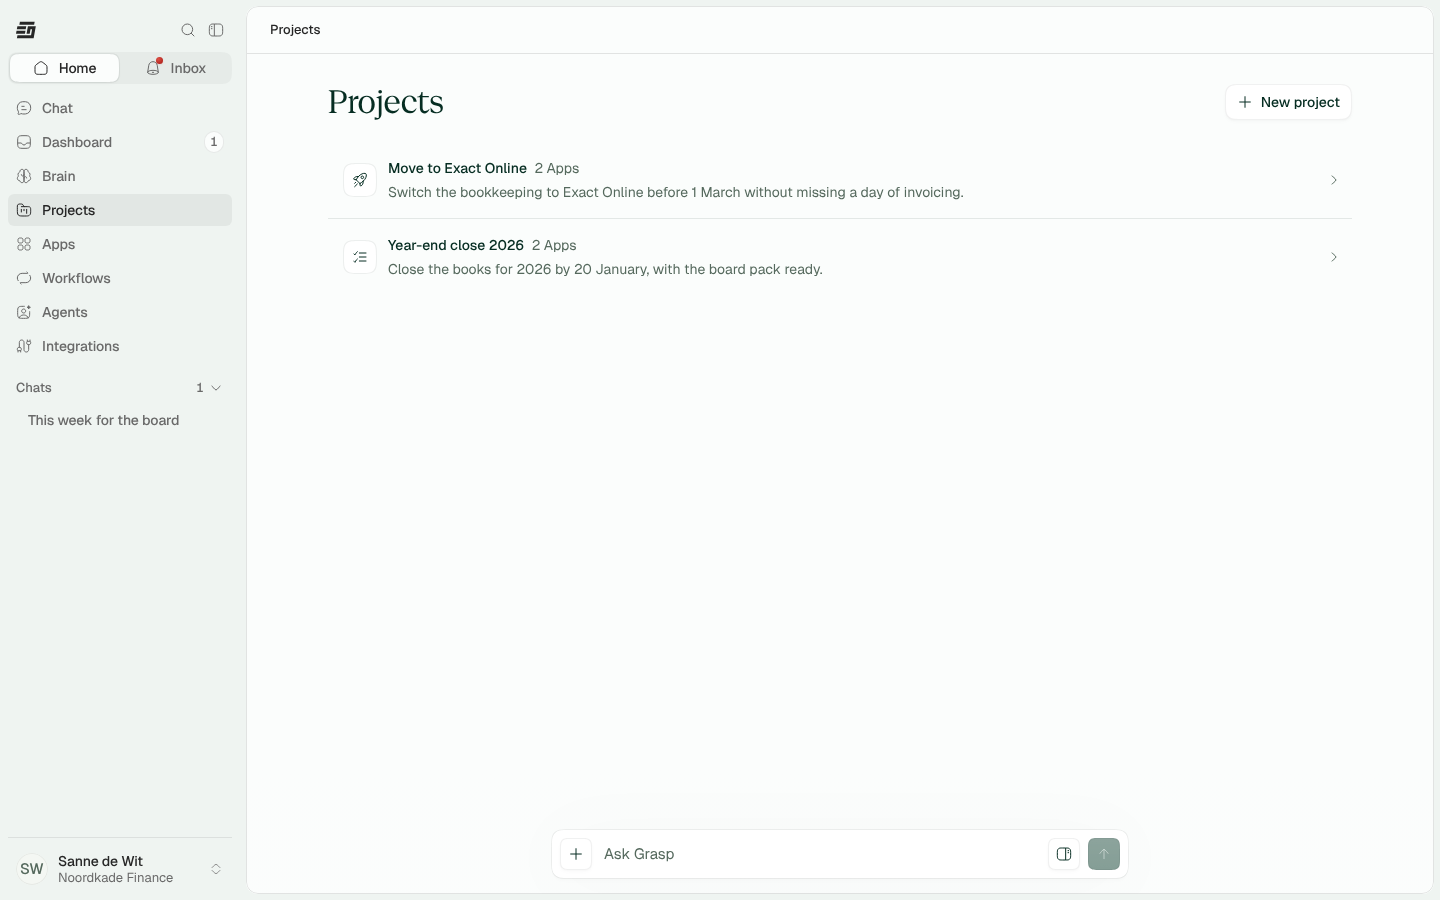 Home
Inbox
Chat
Dashboard 1
Brain
Projects
Apps
Workflows
Agents
Integrations
Chats 1
This week for the board
SW
Sanne de Wit
Noordkade Finance
Projects
Projects
New project
Move to Exact Online 2 Apps
Switch the bookkeeping to Exact Online before 1 March without missing a day of invoicing.
Year-end close 2026 2 Apps
Close the books for 2026 by 20 January, with the board pack ready.
Ask Grasp